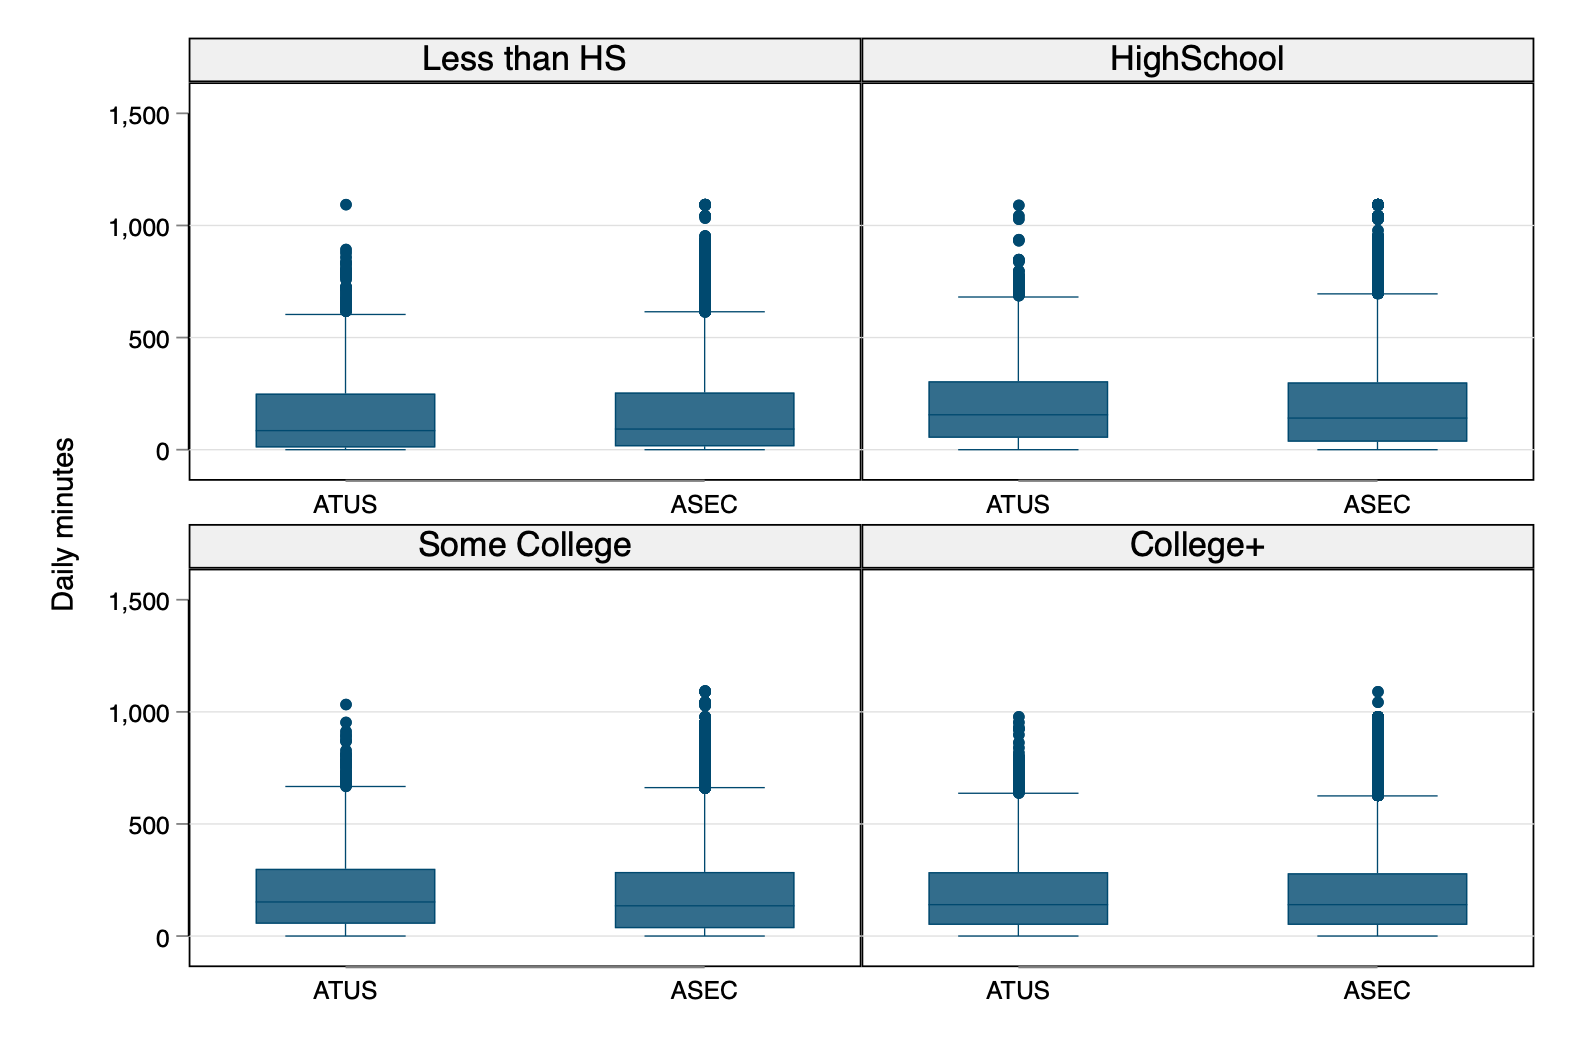 Less than HS
HighSchool
1,500
1,000
500
0
ATUS
ASEC
ATUS
ASEC
Daily minutes
Some College
College+
1,500
1,000
500
0
ATUS
ASEC
ATUS
ASEC